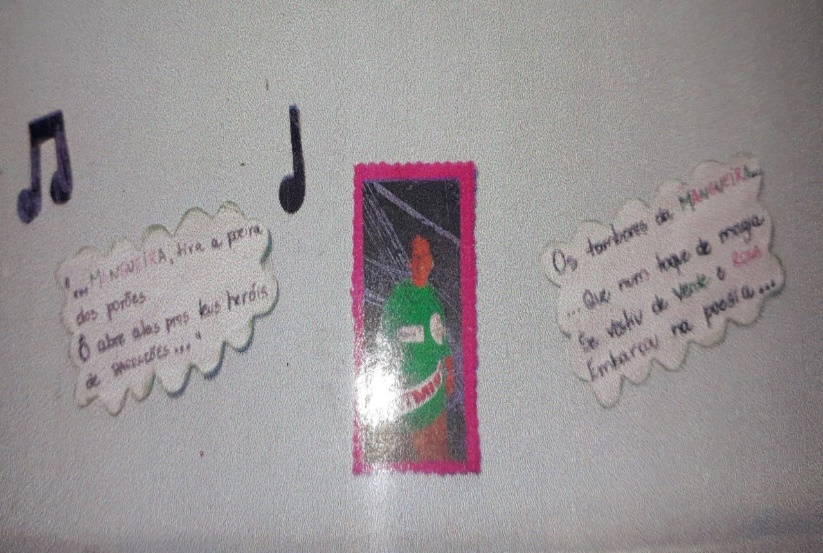 "...MANGUEIRA, tira a poeira
dos porões
Ô abre alas pros teus heróis
de barracões..."
Os tambores da MANGUEIRA...
...Que num toque de magia
Se vestiu de verde e ROSA
Embarcou na poesia...